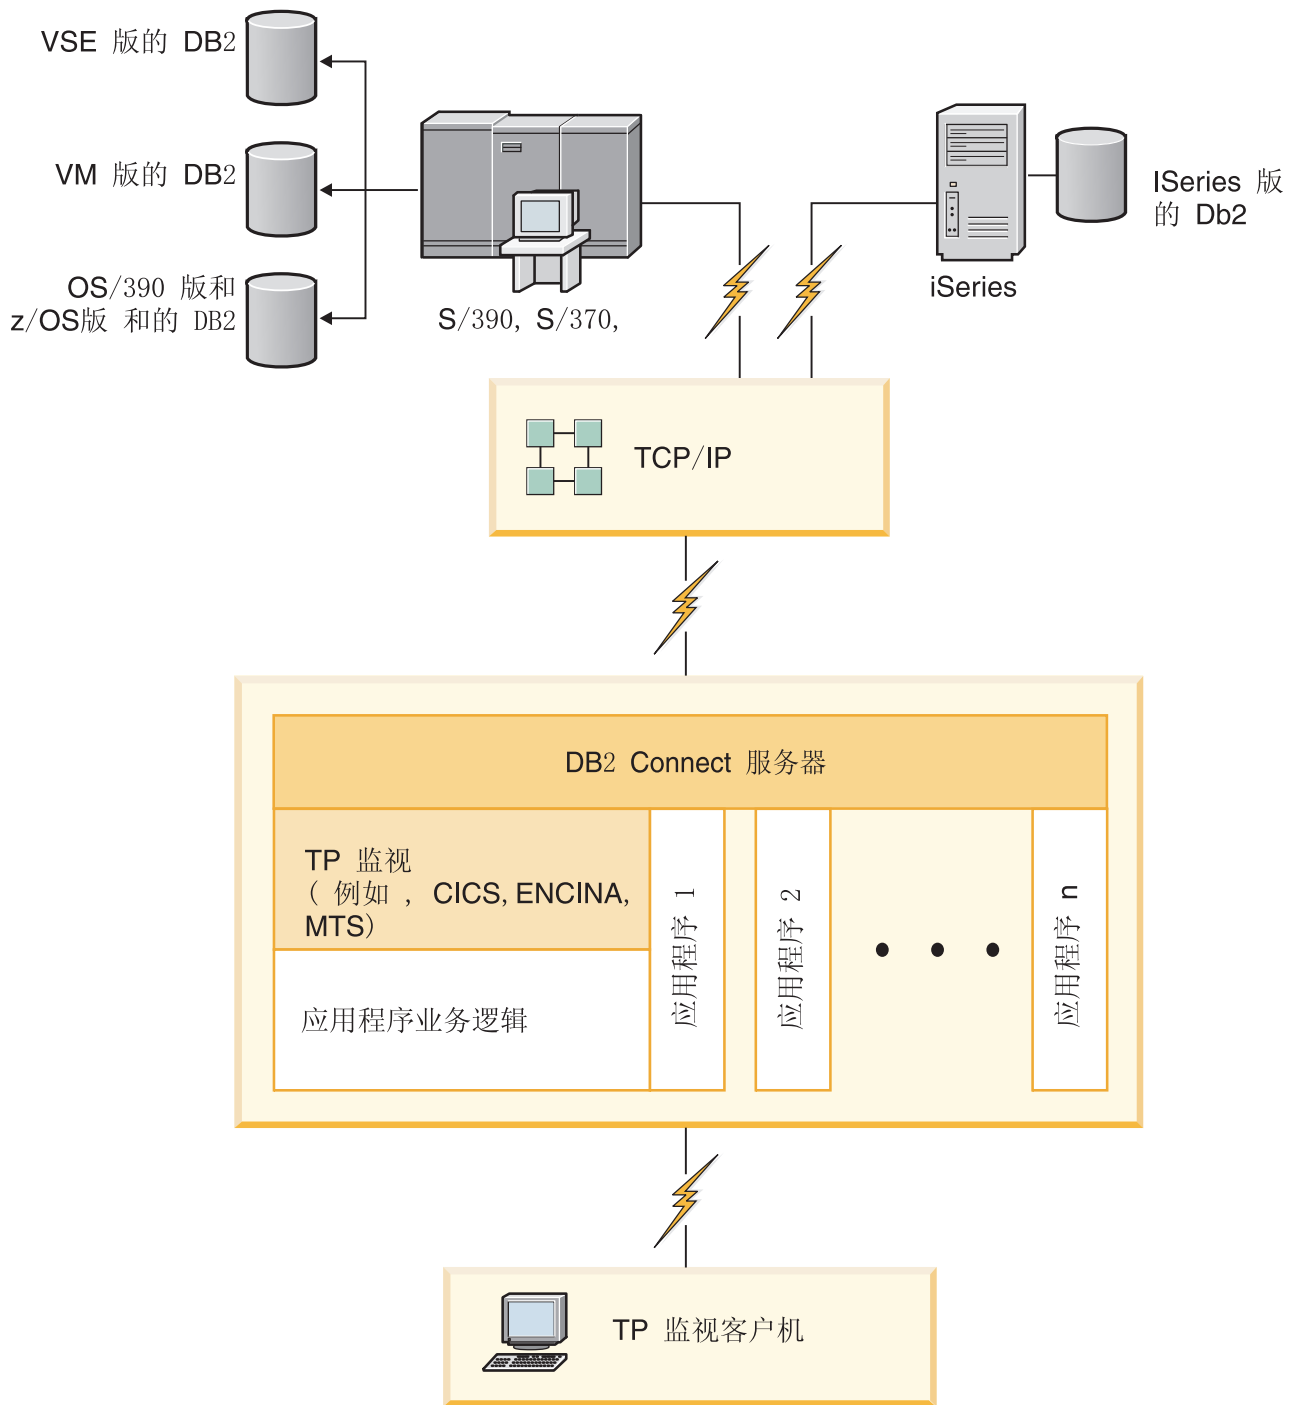 VSE 版的 DB2
VM 版的 DB2
OS/390 版和
z/OS版 和的 DB2
S/390, S/370,
iSeries
ISeries 版
的 Db2
TCP/IP
DB2 Connect 服务器
TP 监视
( 例如 , CICS, ENCINA,
MTS)
应用程序业务逻辑
应用程序 1
应用程序 2
应用程序 n
TP 监视客户机